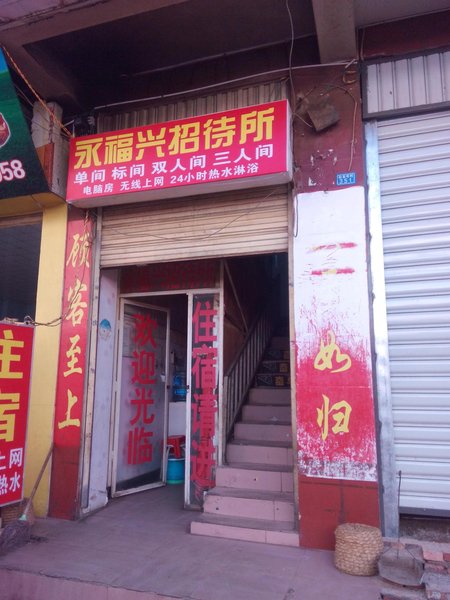 永福兴招待所
单间 标间 双人间 三人间
电脑房 无线上网 24小时热水淋浴
058
顾客至上
欢迎光临
住宿请进
如归
351
住宿
上网
热水